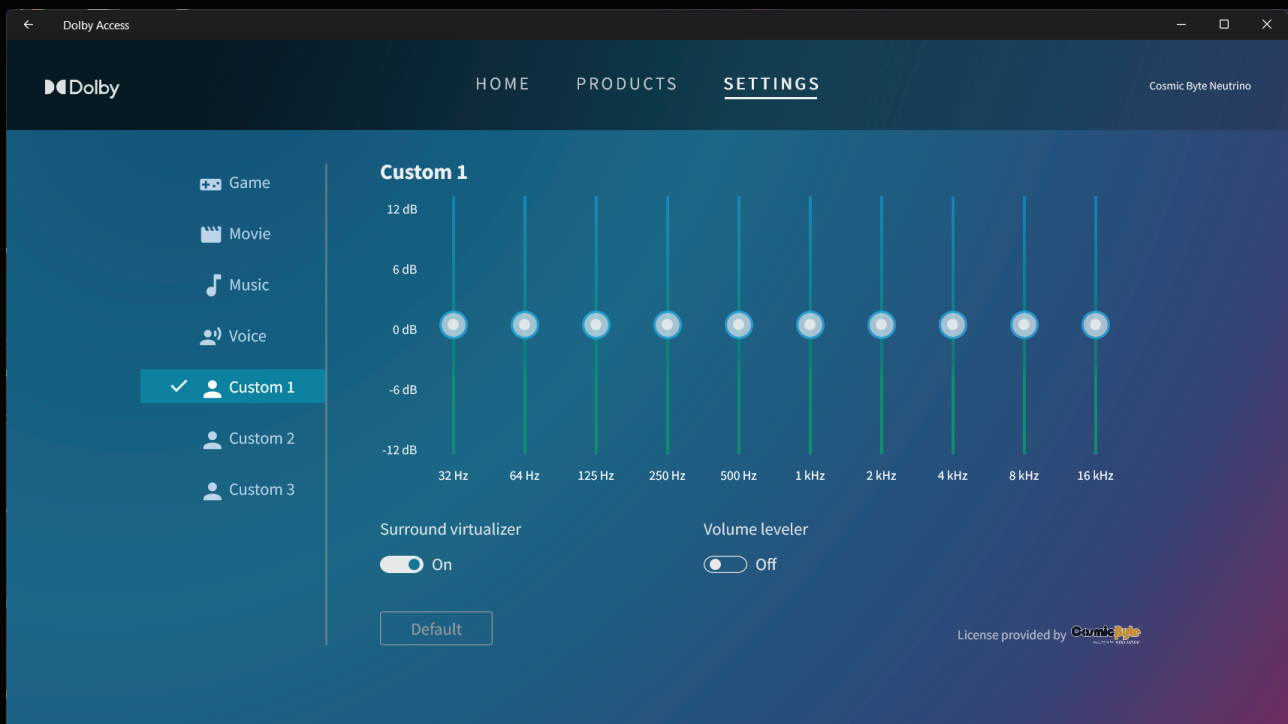 Dolby Access
Dolby
HOME PRODUCTS SETTINGS
Cosmic Byte Neutrino
Game
Movie
Music
Voice
Custom 1
Custom 2
Custom 3
Custom 1
12 dB
6 dB
0 dB
-6 dB
-12 dB
32 Hz 64 Hz 125 Hz 250 Hz 500 Hz 1 kHz 2 kHz 4 kHz 8 kHz 16 kHz
Surround virtualizer
On
Volume leveler
Off
Default
License provided by CosmicByte